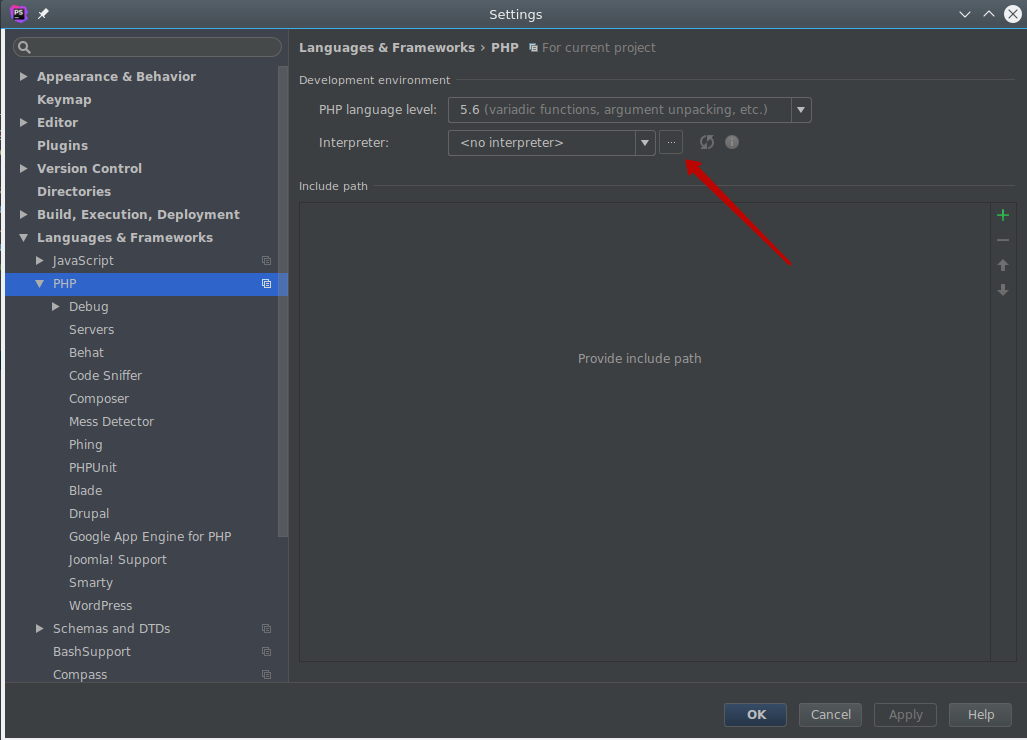 PS
Settings
Appearance & Behavior
Keymap
Editor
Plugins
Version Control
Directories
Build, Execution, Deployment
Languages & Frameworks
JavaScript
PHP
Debug
Servers
Behat
Code Sniffer
Composer
Mess Detector
Phing
PHPUnit
Blade
Drupal
Google App Engine for PHP
Joomla! Support
Smarty
WordPress
Schemas and DTDs
BashSupport
Compass
Languages & Frameworks › PHP For current project
Development environment
PHP language level: 5.6 (variadic functions, argument unpacking, etc.)
Interpreter: <no interpreter> ...
Include path
Provide include path
OK Cancel Apply Help